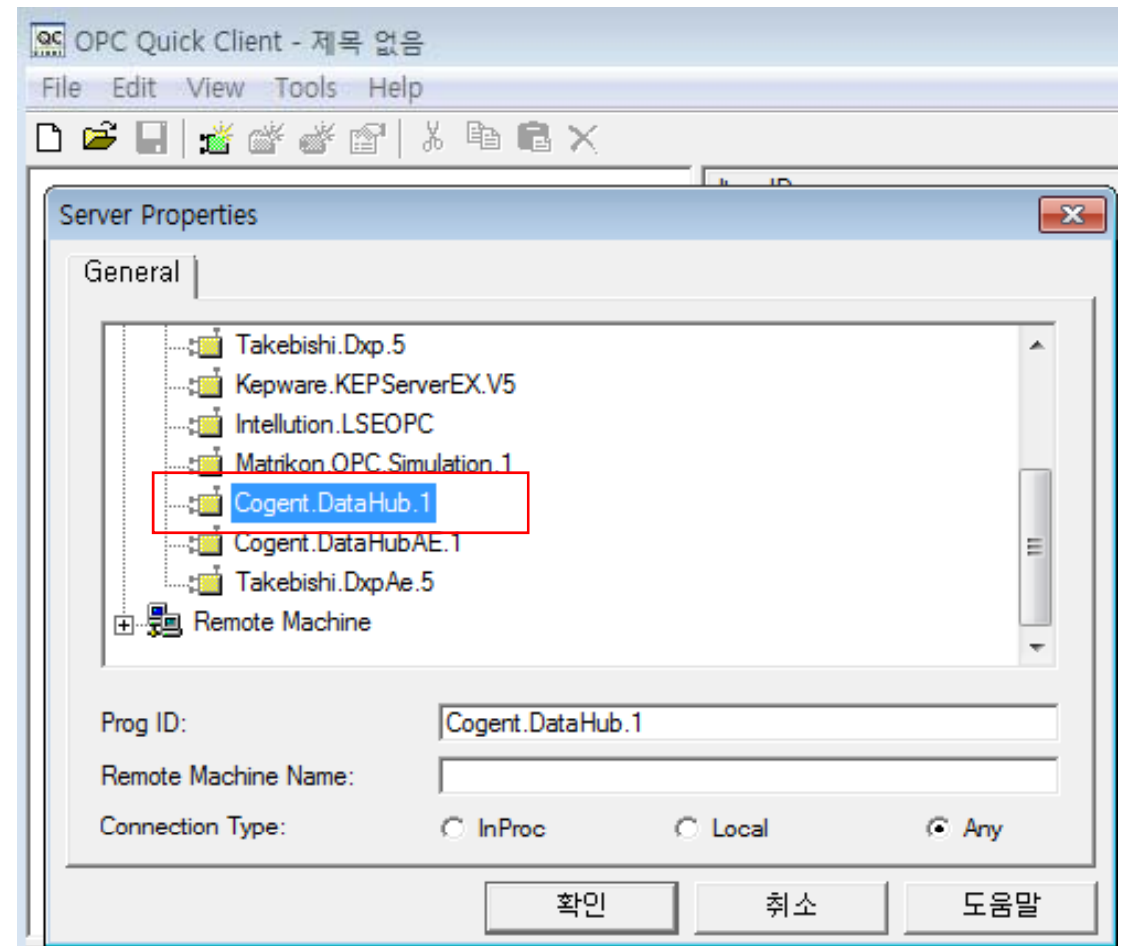 OPC Quick Client - 제목 없음
File Edit View Tools Help
Server Properties
General
Takebishi.Dxp.5
Kepware.KEPServerEX.V5
Intellution.LSEOPC
Matrikon.OPC.Simulation.1
Cogent.DataHub.1
Cogent.DataHubAE.1
Takebishi.DxpAe.5
Remote Machine
Prog ID: Cogent.DataHub.1
Remote Machine Name:
Connection Type: InProc Local Any
확인 취소 도움말